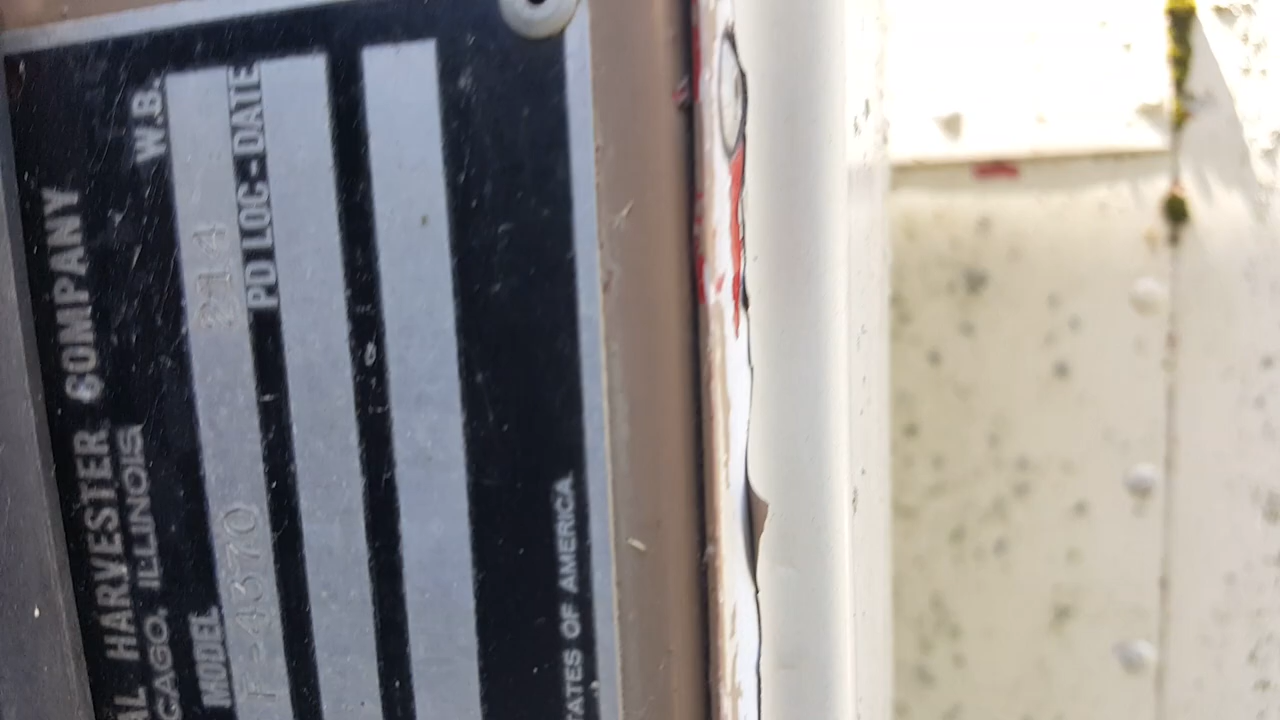 AL HARVESTER COMPANY
CAGO, ILLINOIS
MODEL W.B.
F-4370 214
PD LOC-DATE
TATES OF AMERICA